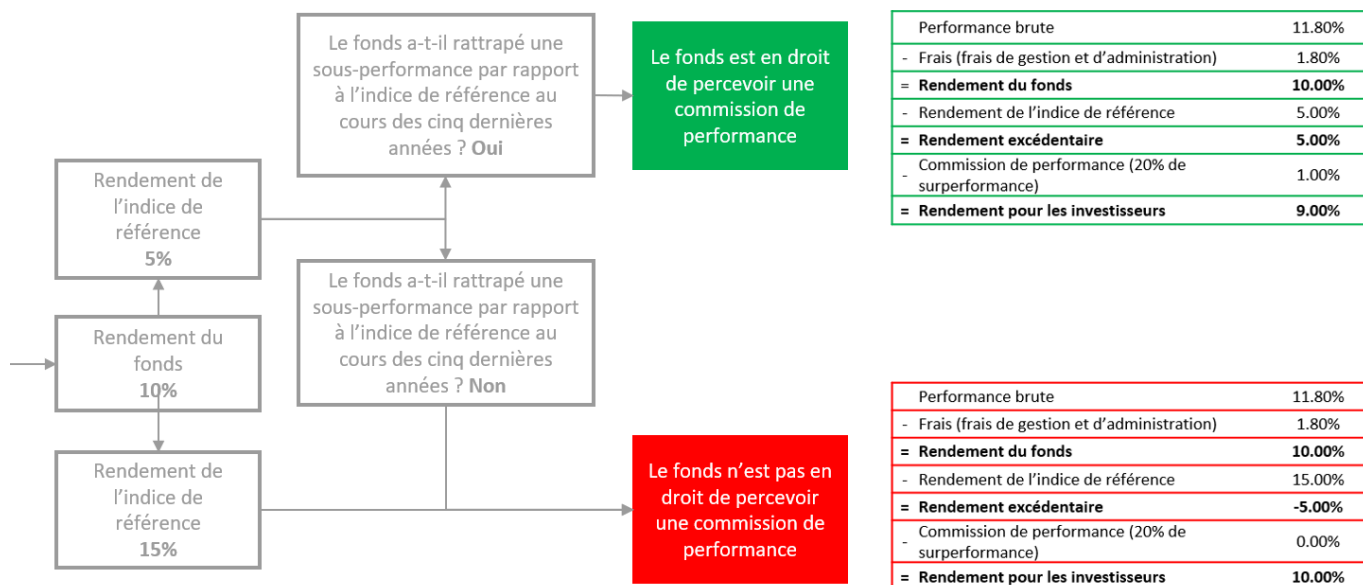 Le fonds a-t-il rattrapé une
sous-performance par rapport
à l'indice de référence au
cours des cinq dernières
années ? Oui
Le fonds est en droit
de percevoir une
commission de
performance
Performance brute 11.80%
- Frais (frais de gestion et d'administration) 1.80%
= Rendement du fonds 10.00%
- Rendement de l'indice de référence 5.00%
= Rendement excédentaire 5.00%
- Commission de performance (20% de
surperformance) 1.00%
= Rendement pour les investisseurs 9.00%
Rendement de
l'indice de
référence
5%
Le fonds a-t-il rattrapé une
sous-performance par rapport
à l'indice de référence au
cours des cinq dernières
années ? Non
Rendement du
fonds
10%
Rendement de
l'indice de
référence
15%
Le fonds n'est pas en
droit de percevoir
une commission de
performance
Performance brute 11.80%
- Frais (frais de gestion et d'administration) 1.80%
= Rendement du fonds 10.00%
- Rendement de l'indice de référence 15.00%
= Rendement excédentaire -5.00%
- Commission de performance (20% de
surperformance) 0.00%
= Rendement pour les investisseurs 10.00%